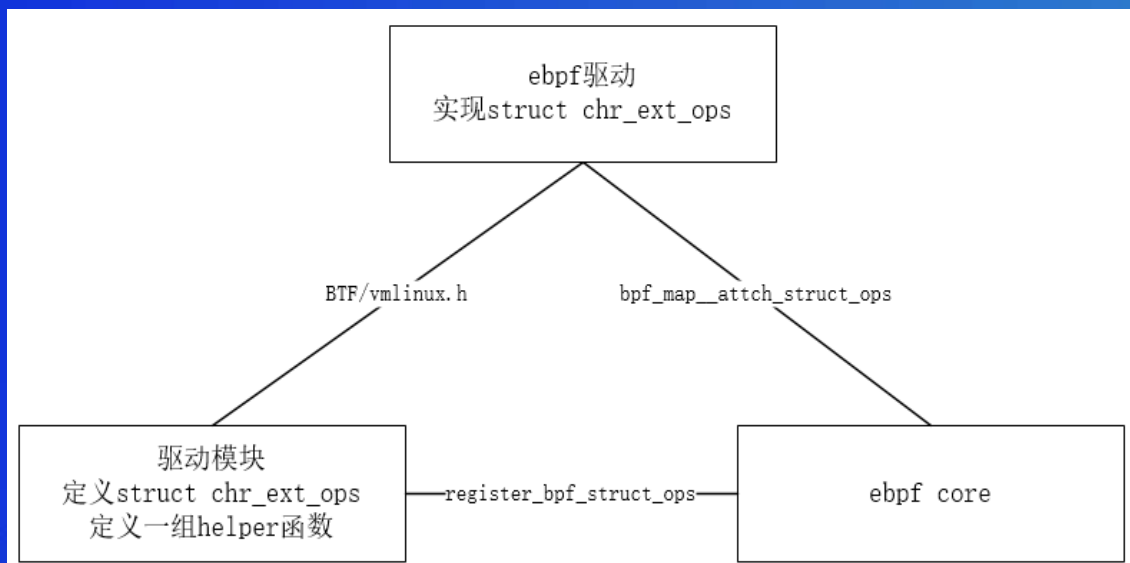 ebpf驱动
实现struct chr_ext_ops
BTF/vmlinux.h
bpf_map__attch_struct_ops
驱动模块
定义struct chr_ext_ops
定义一组helper函数
register_bpf_struct_ops
ebpf core